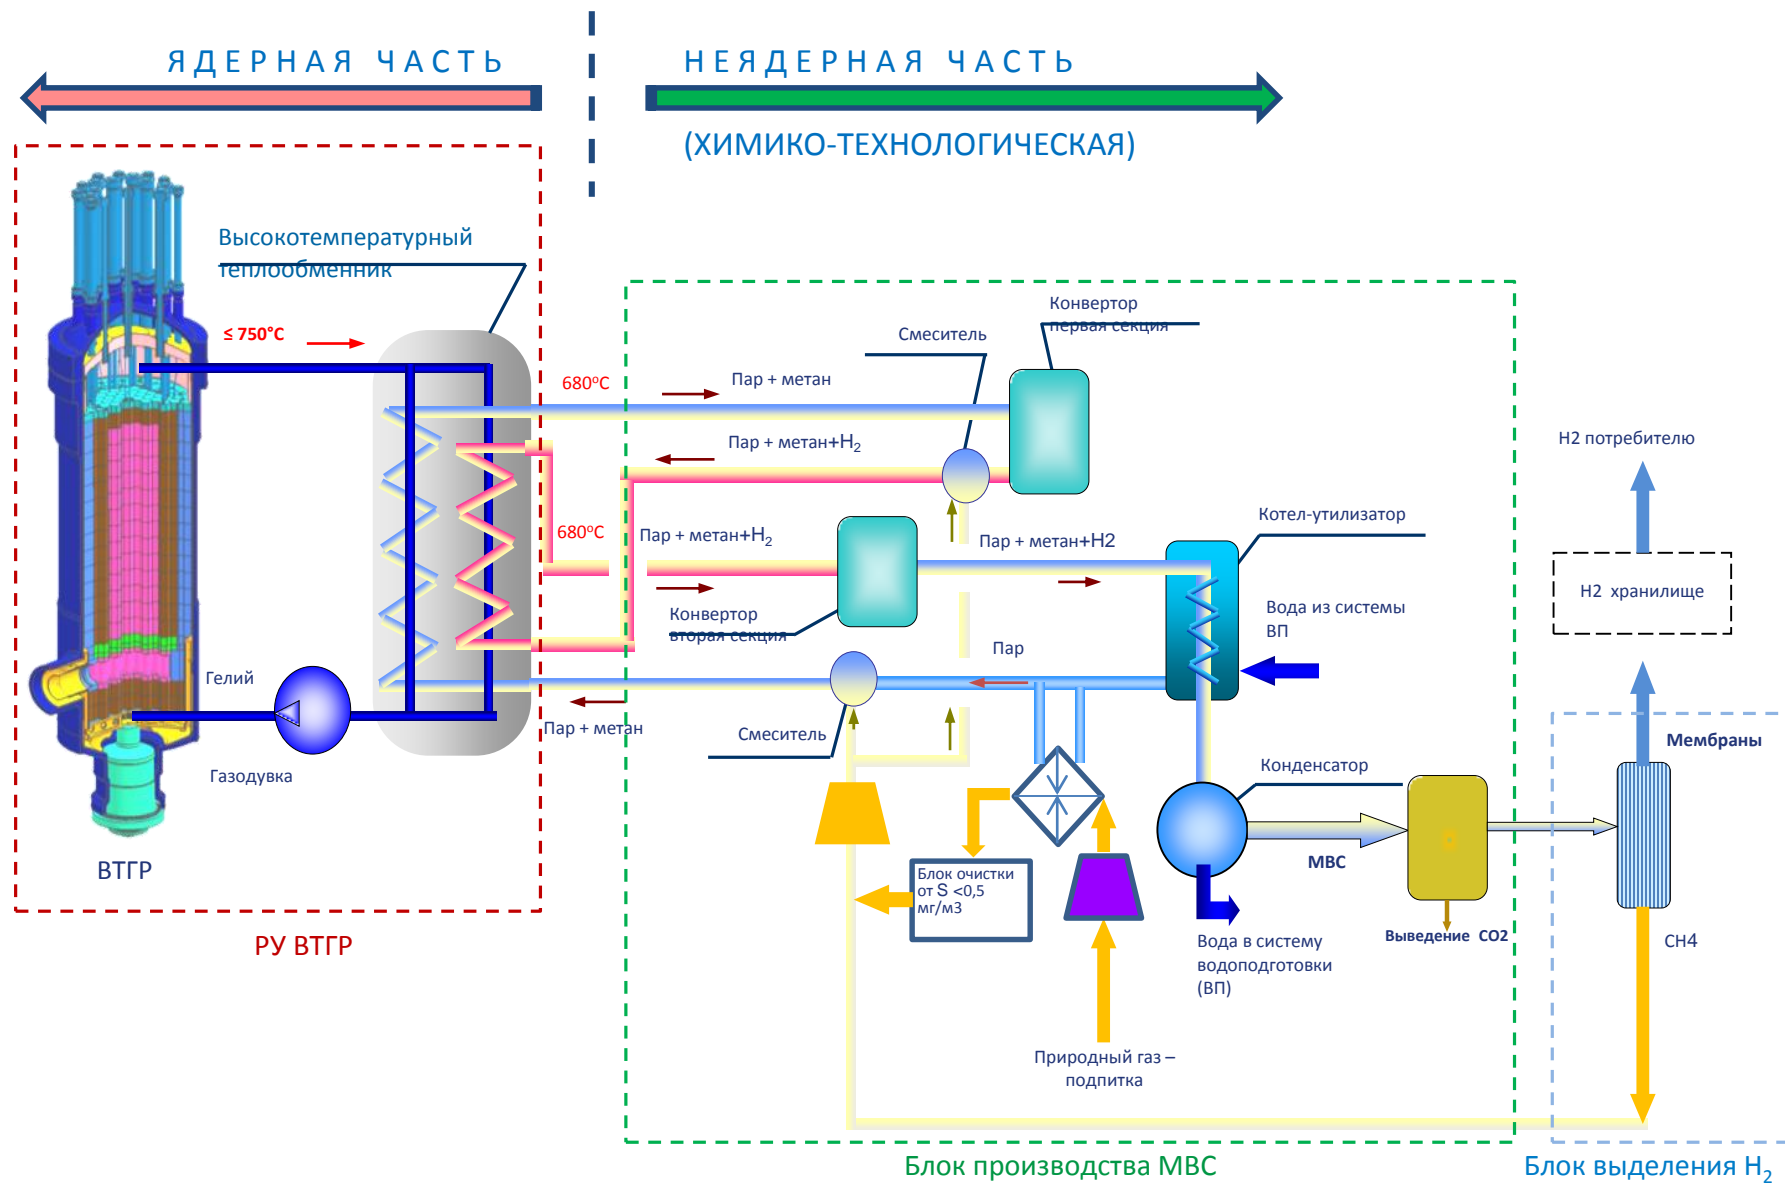 ЯДЕРНАЯ ЧАСТЬ
НЕЯДЕРНАЯ ЧАСТЬ
(ХИМИКО-ТЕХНОЛОГИЧЕСКАЯ)
Высокотемпературный
теплообменник
≤ 750°C
680°C
Пар + метан
Смеситель
Конвертор
первая секция
Пар + метан+H2
H2 потребителю
680°C
Пар + метан+H2
Пар + метан+H2
Котел-утилизатор
H2 хранилище
Конвертор
вторая секция
Вода из системы
ВП
Пар
Гелий
Пар + метан
Смеситель
Мембраны
Газодувка
Конденсатор
ВТГР
МВС
Блок очистки
от S <0,5
мг/м3
Выведение CO2
CH4
РУ ВТГР
Вода в систему
водоподготовки
(ВП)
Природный газ –
подпитка
Блок производства МВС
Блок выделения H2